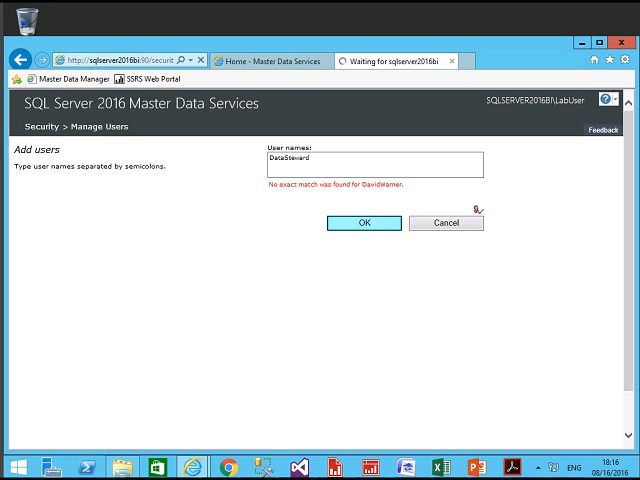 http://sqlserver2016bi:90/securit
Home - Master Data Services
Waiting for sqlserver2016bi
Master Data Manager
SSRS Web Portal
SQL Server 2016 Master Data Services
SQLSERVER2016BI\LabUser
?
Security > Manage Users
Feedback
Add users
Type user names separated by semicolons.
User names:
DataSteward
No exact match was found for DavidWarner.
OK
Cancel
ENG
18:16
08/16/2016